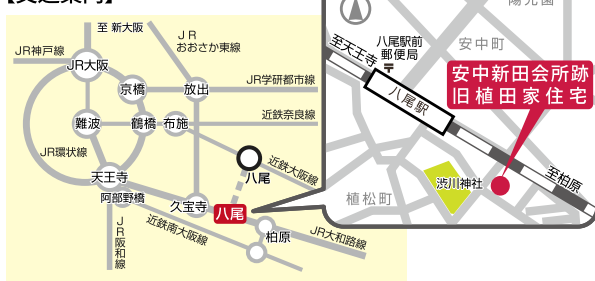 至 新大阪
JR
おおさか東線
JR神戸線
JR大阪
京橋
放出
JR学研都市線
難波
鶴橋
布施
近鉄奈良線
JR環状線
天王寺
阿部野橋
八尾
近鉄大阪線
久宝寺
八尾
近鉄南大阪線
柏原
JR大和路線
JR阪和線
陽光園
至天王寺
八尾駅前
郵便局
安中町
八尾駅
安中新田会所跡
旧植田家住宅
渋川神社
至柏原
植松町